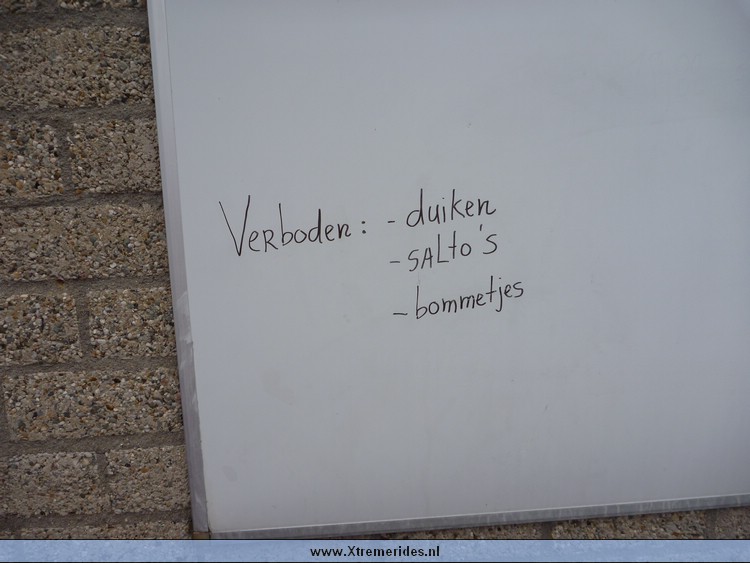 Verboden: - duiken
- salto's
- bommetjes
www.Xtremerides.nl